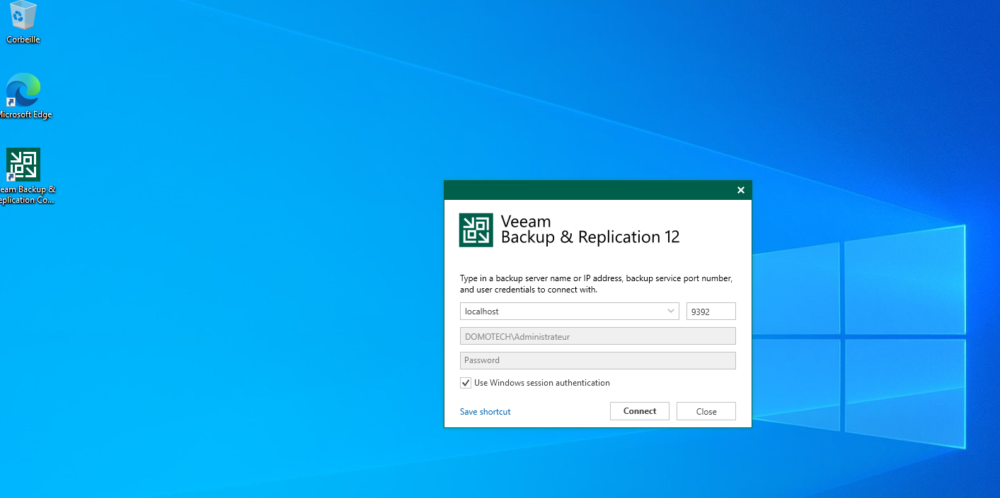 Corbeille
Microsoft Edge
eam Backup &
eplication Co...
Veeam
Backup & Replication 12
Type in a backup server name or IP address, backup service port number,
and user credentials to connect with.
localhost
9392
DOMOTECH\Administrateur
Password
Use Windows session authentication
Save shortcut
Connect
Close